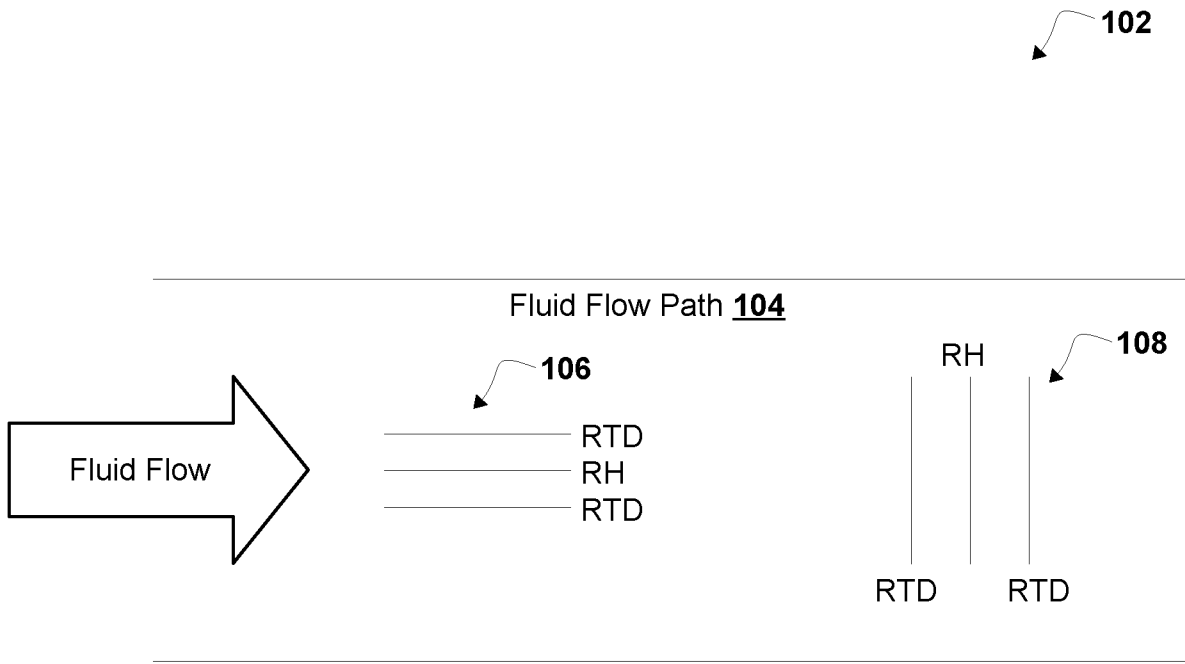 102
Fluid Flow Path 104
RH
108
106
RTD
Fluid Flow
RH
RTD
RTD
RTD